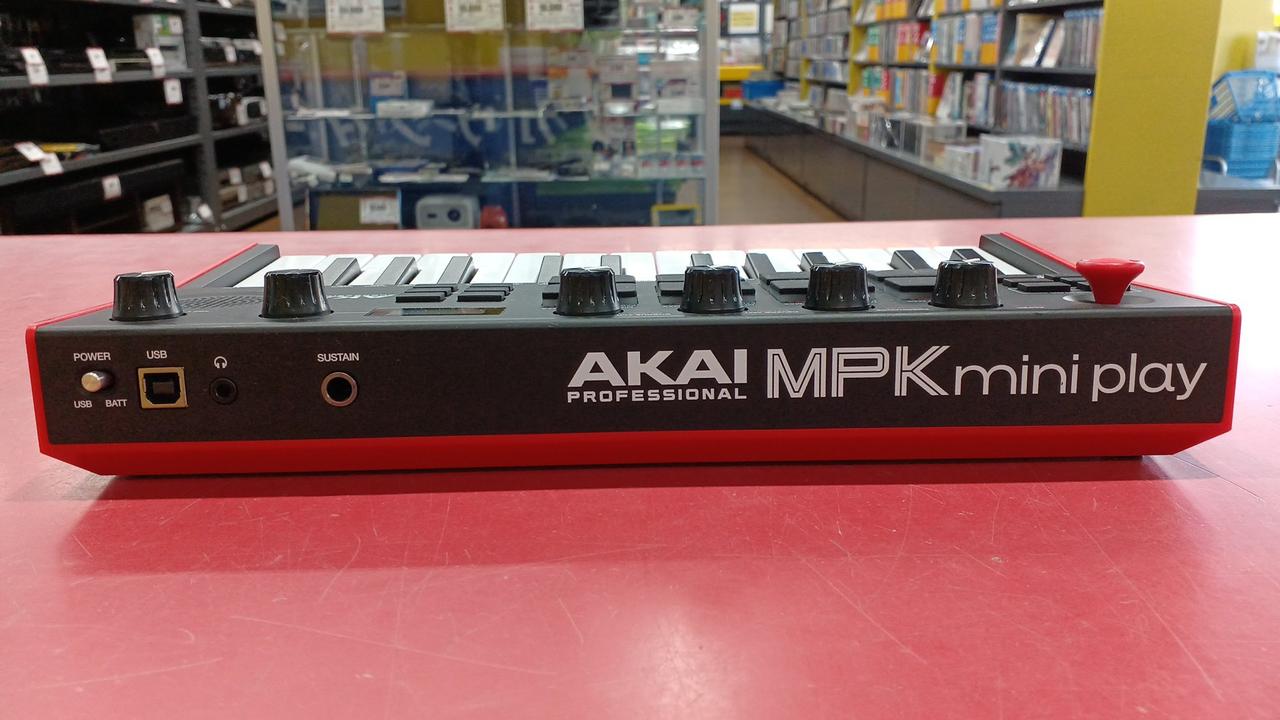 POWER
USB BATT
USB
SUSTAIN
AKAI
PROFESSIONAL
MPK mini play